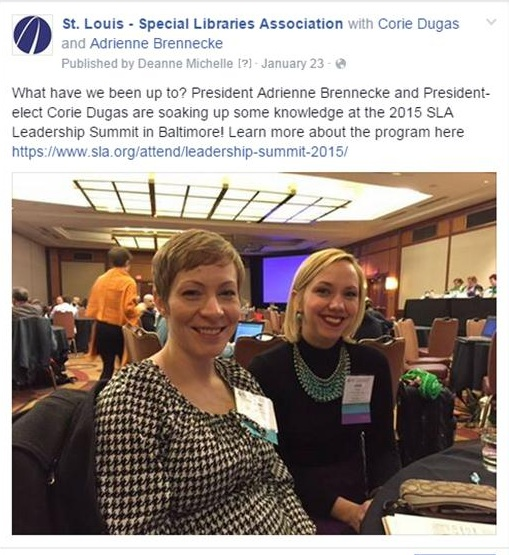 St. Louis - Special Libraries Association with Corie Dugas
and Adrienne Brennecke
Published by Deanne Michelle [?] · January 23 ·
What have we been up to? President Adrienne Brennecke and President-
elect Corie Dugas are soaking up some knowledge at the 2015 SLA
Leadership Summit in Baltimore! Learn more about the program here
https://www.sla.org/attend/leadership-summit-2015/